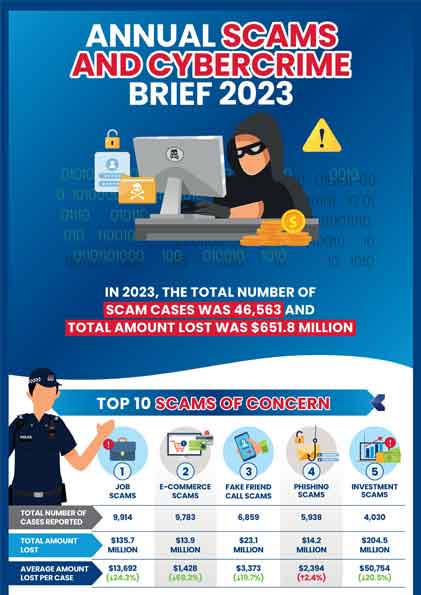 ANNUAL SCAMS
AND CYBERCRIME
BRIEF 2023
IN 2023, THE TOTAL NUMBER OF
SCAM CASES WAS 46,563 AND
TOTAL AMOUNT LOST WAS $651.8 MILLION
TOP 10 SCAMS OF CONCERN
POLICE
1 2 3 4 5
JOB SCAMS E-COMMERCE SCAMS FAKE FRIEND CALL SCAMS PHISHING SCAMS INVESTMENT SCAMS
TOTAL NUMBER OF CASES REPORTED 9,914 9,783 6,859 5,938 4,030
TOTAL AMOUNT LOST $135.7 MILLION $13.9 MILLION $23.1 MILLION $14.2 MILLION $204.5 MILLION
AVERAGE AMOUNT LOST PER CASE $13,692 $1,428 $3,373 $2,394 $50,754
(↓24.3%) (↓19.7%) (↑2.4%) (↓20.5%)